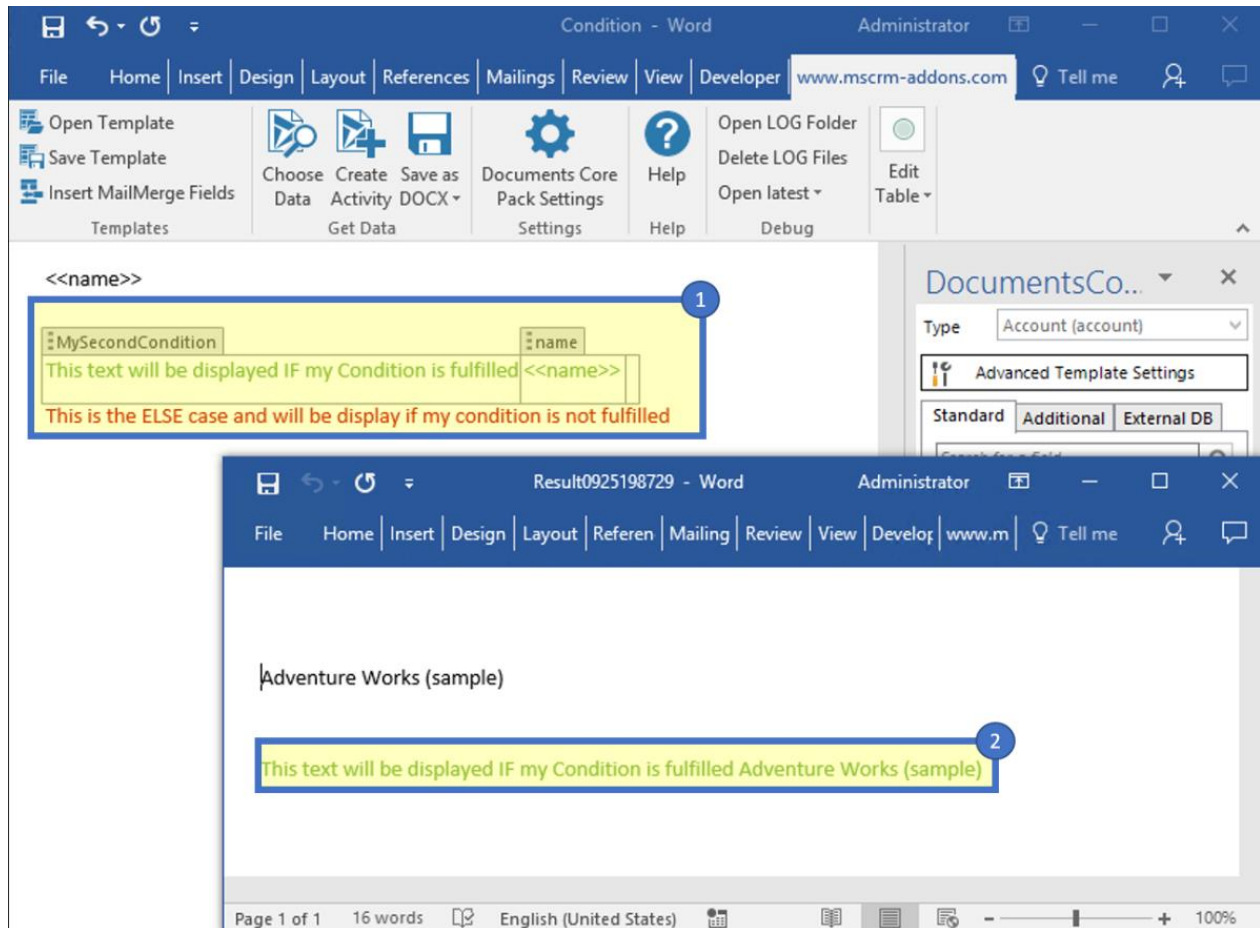 Condition - Word Administrator
File Home Insert Design Layout References Mailings Review View Developer www.mscrm-addons.com Tell me
Open Template
Save Template
Insert MailMerge Fields
Templates
Choose Data
Create Activity
Save as DOCX
Get Data
Documents Core Pack Settings
Settings
Help
Help
Open LOG Folder
Delete LOG Files
Open latest
Debug
Edit Table
<<name>>
1
MySecondCondition name
This text will be displayed IF my Condition is fulfilled <<name>>
This is the ELSE case and will be display if my condition is not fulfilled
DocumentsCo...
Type Account (account)
Advanced Template Settings
Standard Additional External DB
Search for a field
Result0925198729 - Word Administrator
File Home Insert Design Layout Referen Mailing Review View Develop www.m Tell me
Adventure Works (sample)
2
This text will be displayed IF my Condition is fulfilled Adventure Works (sample)
Page 1 of 1 16 words English (United States) 100%